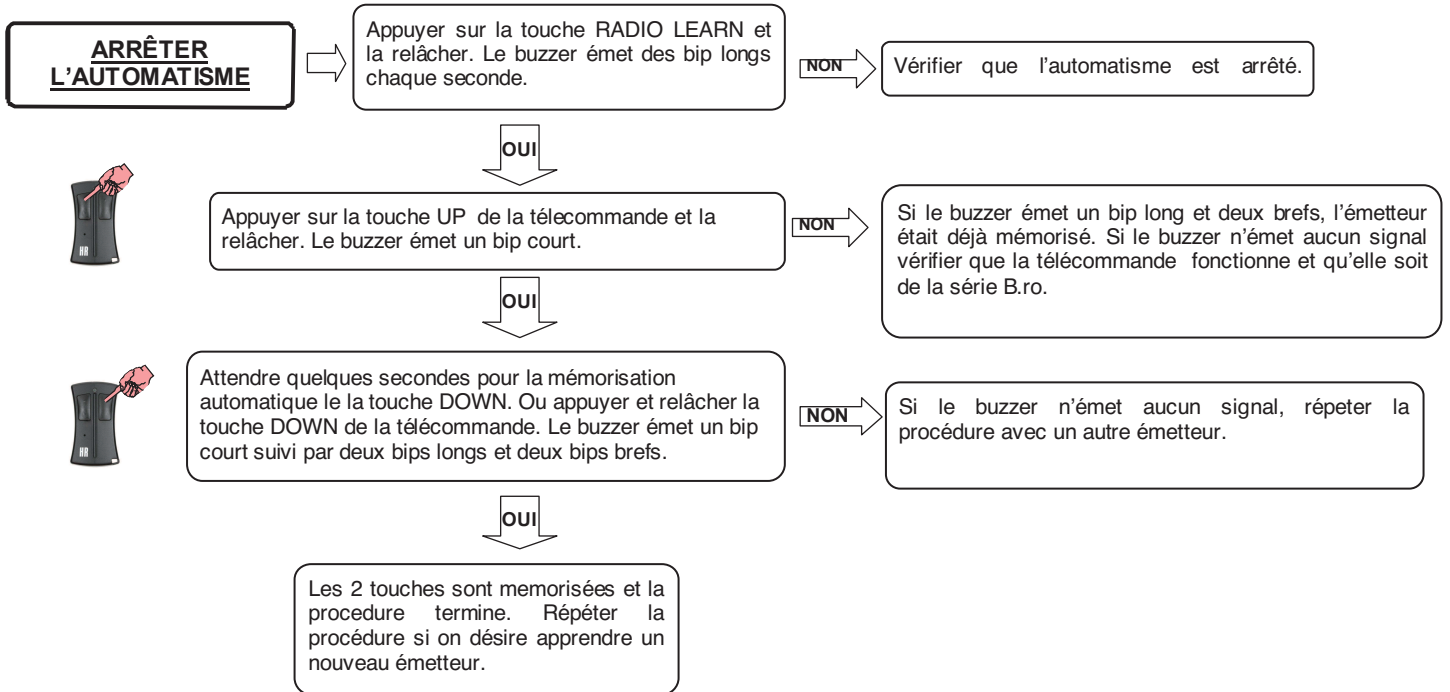 ARRÊTER
L'AUTOMATISME
Appuyer sur la touche RADIO LEARN et
la relâcher. Le buzzer émet des bip longs
chaque seconde.
NON
Vérifier que l'automatisme est arrêté.
OUI
Appuyer sur la touche UP de la télecommande et la
relâcher. Le buzzer émet un bip court.
NON
Si le buzzer émet un bip long et deux brefs, l'émetteur
était déjà mémorisé. Si le buzzer n'émet aucun signal
vérifier que la télécommande fonctionne et qu'elle soit
de la série B.ro.
HR
OUI
Attendre quelques secondes pour la mémorisation
automatique le la touche DOWN. Ou appuyer et relâcher la
touche DOWN de la télécommande. Le buzzer émet un bip
court suivi par deux bips longs et deux bips brefs.
NON
Si le buzzer n'émet aucun signal, répeter la
procédure avec un autre émetteur.
HR
OUI
Les 2 touches sont memorisées et la
procedure termine. Répéter la
procédure si on désire apprendre un
nouveau émetteur.